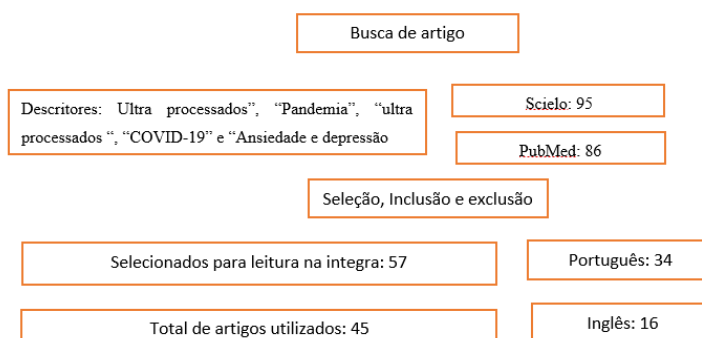 Busca de artigo
Descritores: Ultra processados”, “Pandemia”, “ultra
processados “, “COVID-19” e “Ansiedade e depressão
Scielo: 95
PubMed: 86
Seleção, Inclusão e exclusão
Selecionados para leitura na integra: 57
Português: 34
Total de artigos utilizados: 45
Inglês: 16